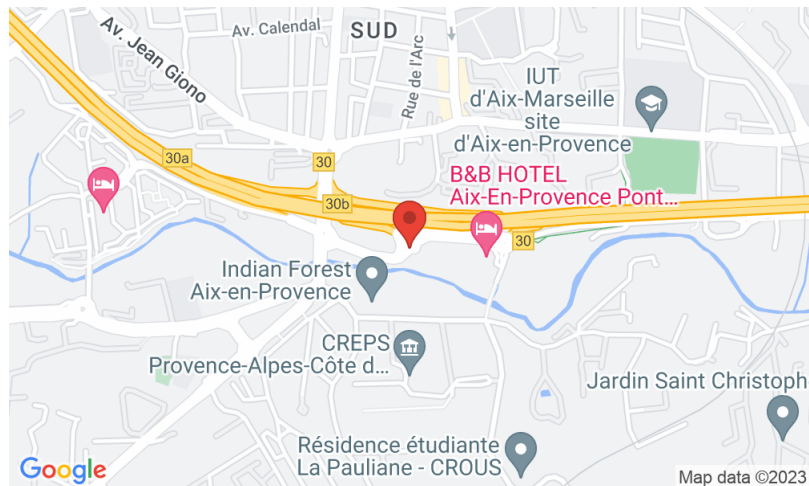 Av. Calendal
SUD
Av. Jean Giono
Rue de l'Arc
IUT
d'Aix-Marseille
site
d'Aix-en-Provence
30a
30
30b
B&B HOTEL
Aix-En-Provence Pont...
30
Indian Forest
Aix-en-Provence
CREPS
Provence-Alpes-Côte d...
Jardin Saint Christoph
Résidence étudiante
La Pauliane - CROUS
Google
Map data ©2023